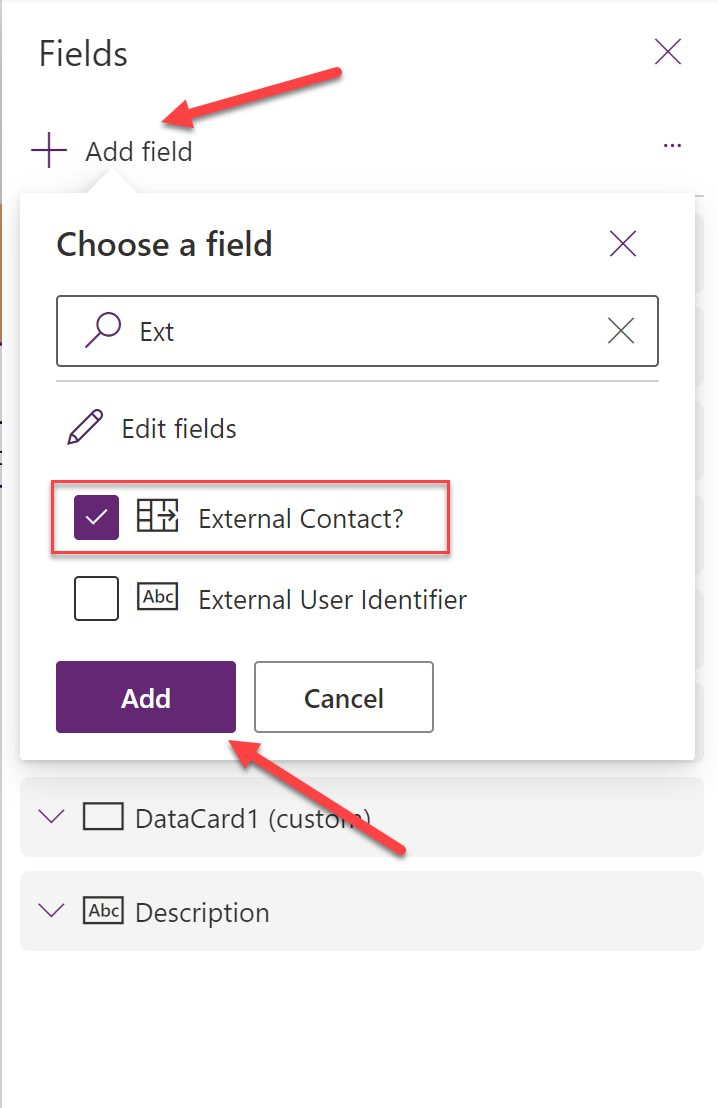 Fields
Add field
...
Choose a field
Ext
Edit fields
External Contact?
Abc External User Identifier
Add Cancel
DataCard1 (custom)
Abc Description